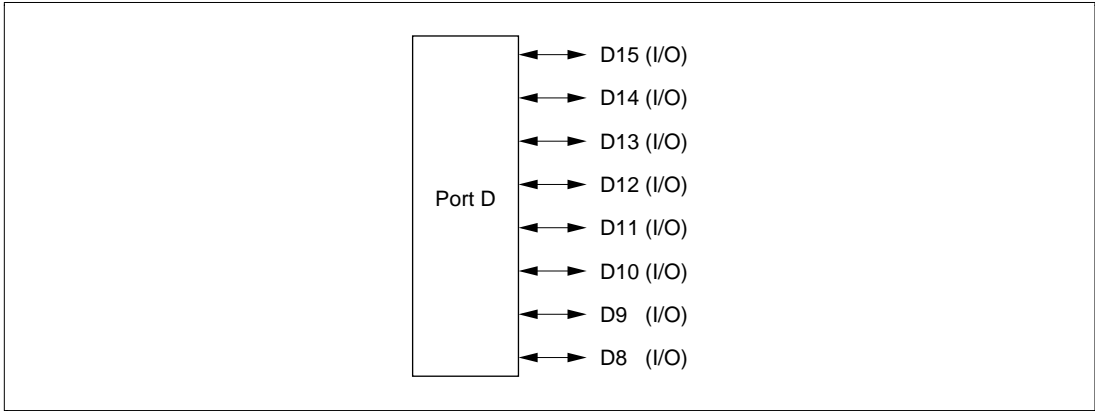 D15 (I/O)
D14 (I/O)
D13 (I/O)
D12 (I/O)
Port D
D11 (I/O)
D10 (I/O)
D9 (I/O)
D8 (I/O)